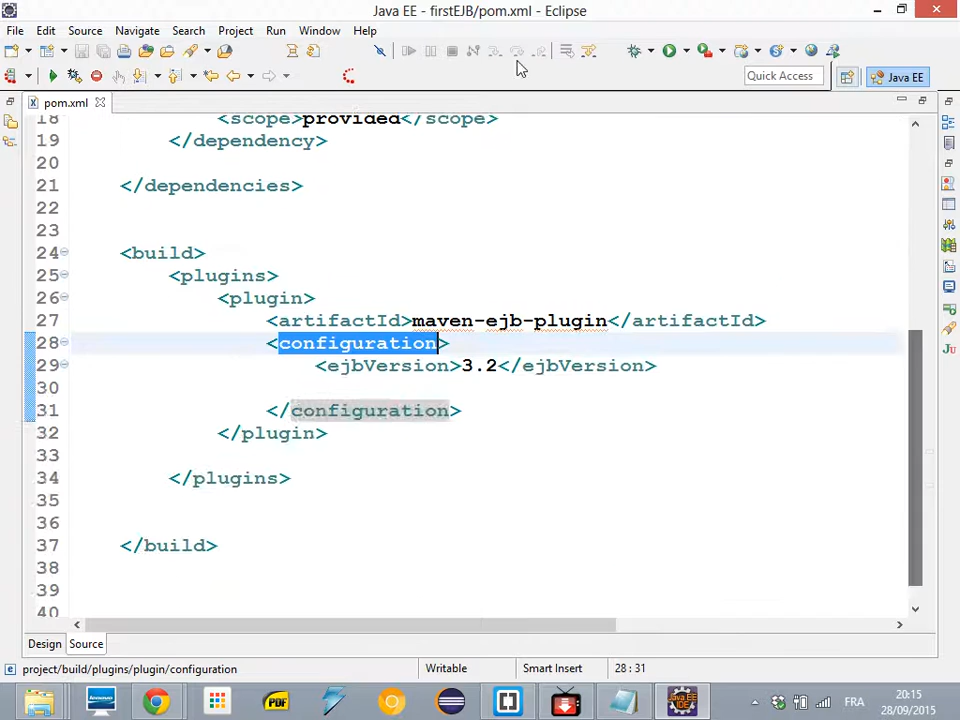 Java EE - firstEJB/pom.xml - Eclipse
File Edit Source Navigate Search Project Run Window Help
Quick Access
Java EE
pom.xml
18 <scope>provided</scope>
19 </dependency>
20
21 </dependencies>
22
23
24 <build>
25 <plugins>
26 <plugin>
27 <artifactId>maven-ejb-plugin</artifactId>
28 <configuration>
29 <ejbVersion>3.2</ejbVersion>
30
31 </configuration>
32 </plugin>
33
34 </plugins>
35
36
37 </build>
38
39
40
Design Source
project/build/plugins/plugin/configuration Writable Smart Insert 28 : 31
PDF
Java EE
IDE
FRA
20:15
28/09/2015